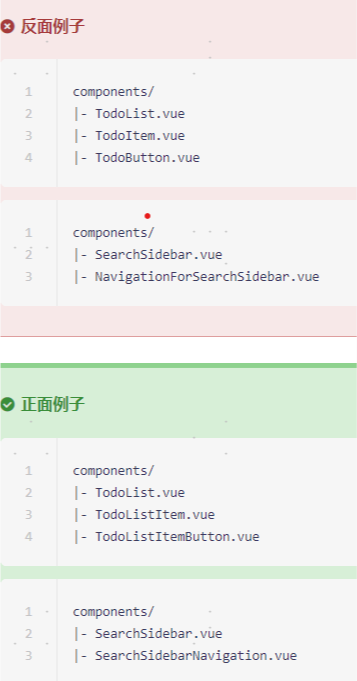 反面例子
1 components/
2 |- TodoList.vue
3 |- TodoItem.vue
4 |- TodoButton.vue
1 components/
2 |- SearchSidebar.vue
3 |- NavigationForSearchSidebar.vue
正面例子
1 components/
2 |- TodoList.vue
3 |- TodoListItem.vue
4 |- TodoListItemButton.vue
1 components/
2 |- SearchSidebar.vue
3 |- SearchSidebarNavigation.vue